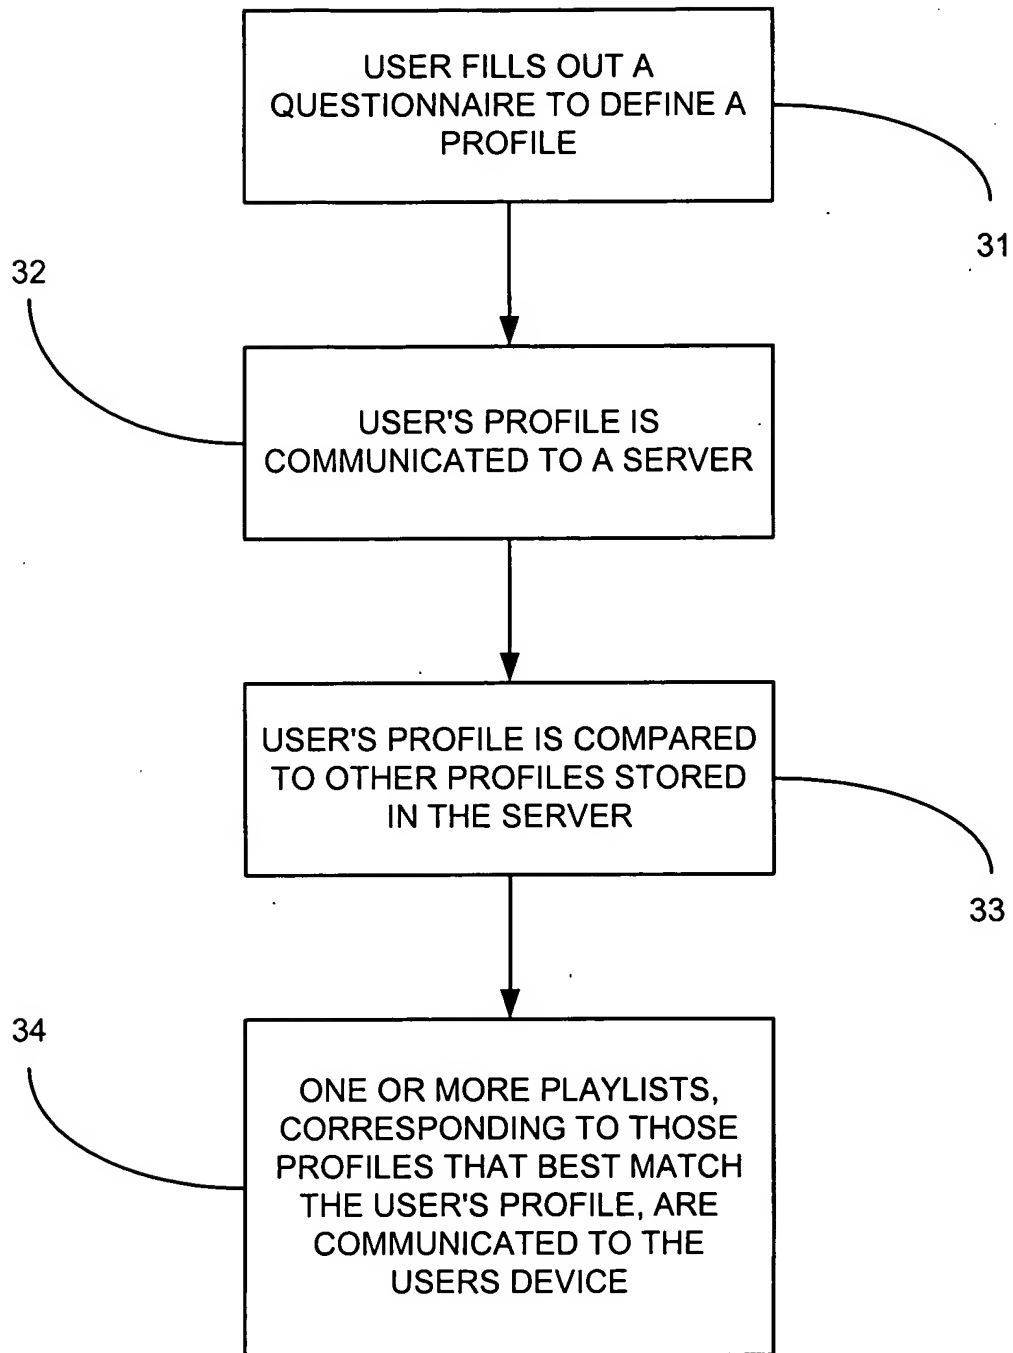 USER FILLS OUT A
QUESTIONNAIRE TO DEFINE A
PROFILE
31
32
USER'S PROFILE IS
COMMUNICATED TO A SERVER
USER'S PROFILE IS COMPARED
TO OTHER PROFILES STORED
IN THE SERVER
33
34
ONE OR MORE PLAYLISTS,
CORRESPONDING TO THOSE
PROFILES THAT BEST MATCH
THE USER'S PROFILE, ARE
COMMUNICATED TO THE
USERS DEVICE